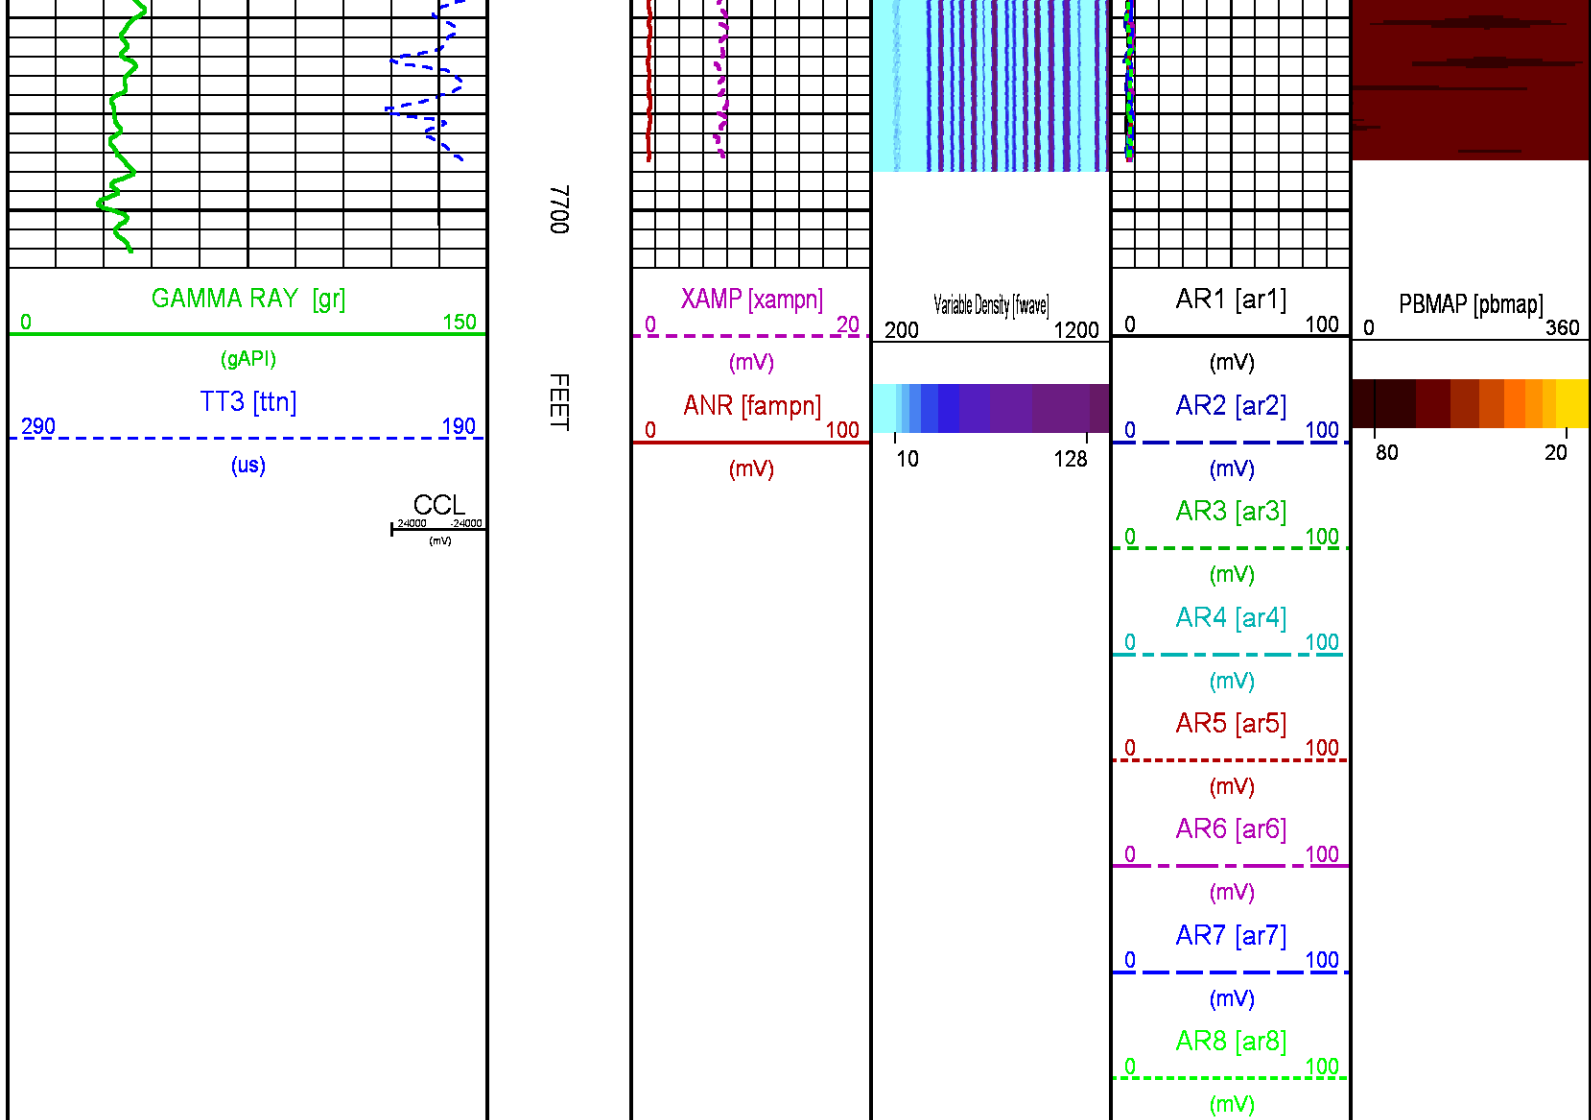 7700
FEET
GAMMA RAY [gr]
0 150
(gAPI)
TT3 [ttn]
290 190
(us)
CCL
24000 -24000
(mV)
XAMP [xampn]
0 20
(mV)
ANR [fampn]
0 100
(mV)
Variable Density [fwave]
200 1200
10 128
AR1 [ar1]
0 100
(mV)
AR2 [ar2]
0 100
(mV)
AR3 [ar3]
0 100
(mV)
AR4 [ar4]
0 100
(mV)
AR5 [ar5]
0 100
(mV)
AR6 [ar6]
0 100
(mV)
AR7 [ar7]
0 100
(mV)
AR8 [ar8]
0 100
(mV)
PBMAP [pbmap]
0 360
80 20